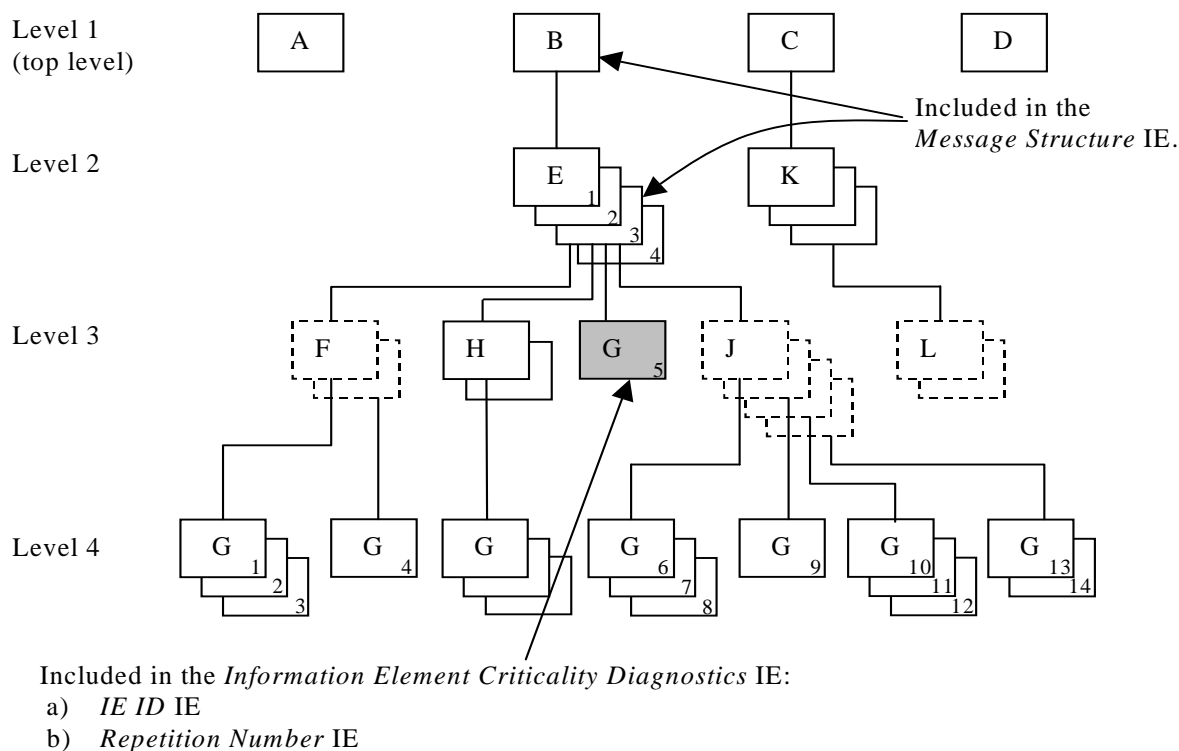 Level 1
(top level)
A
B
C
D
Included in the
Message Structure IE.
Level 2
E
1
2
3
4
K
Level 3
F
H
G
5
J
L
Level 4
G
1
2
3
G
4
G
G
6
7
8
G
9
G
10
11
12
G
13
14
Included in the Information Element Criticality Diagnostics IE:
a) IE ID IE
b) Repetition Number IE